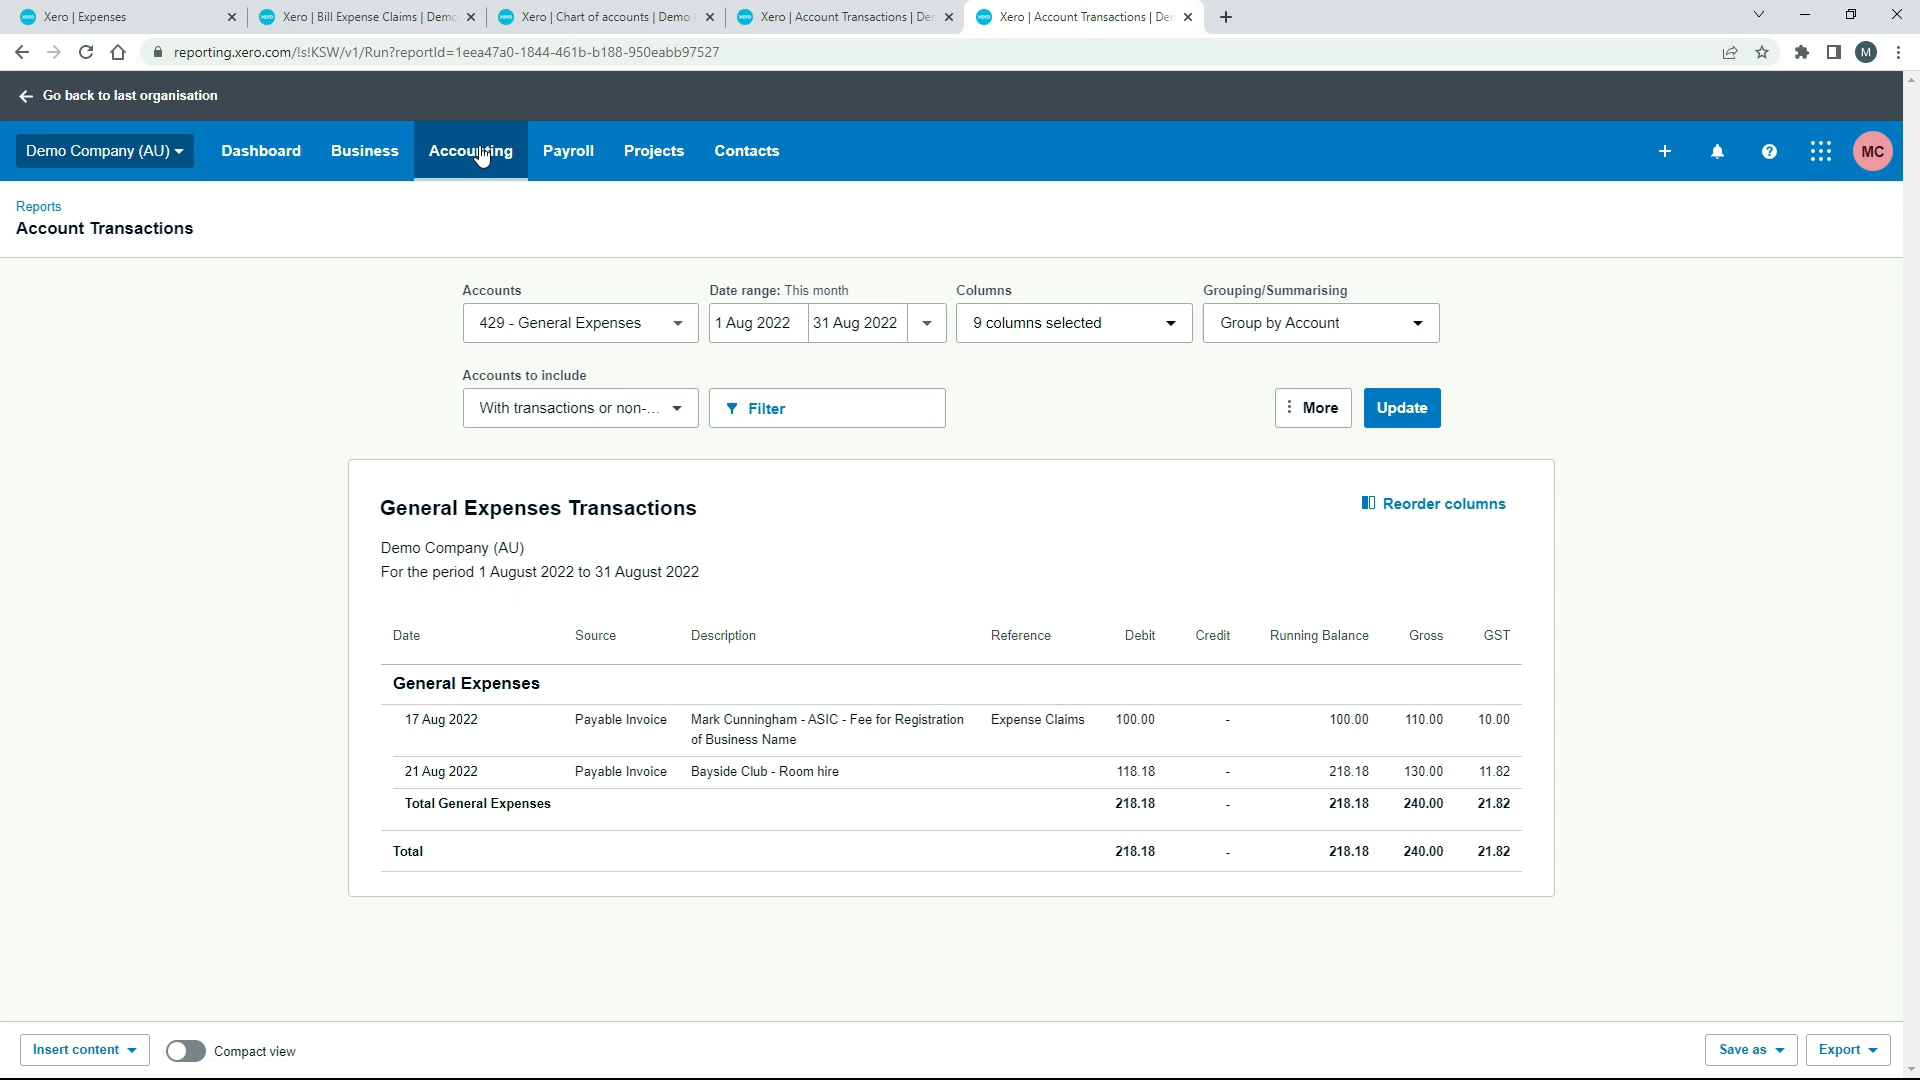 Xero | Expenses
Xero | Bill Expense Claims | Demo
Xero | Chart of accounts | Demo
Xero | Account Transactions | Der
Xero | Account Transactions | Der
reporting.xero.com/!s!KSW/v1/Run?reportId=1eea47a0-1844-461b-b188-950eabb97527
M
Go back to last organisation
Demo Company (AU) Dashboard Business Accounting Payroll Projects Contacts
MC
Reports
Account Transactions
Accounts Date range: This month Columns Grouping/Summarising
429 - General Expenses 1 Aug 2022 31 Aug 2022 9 columns selected Group by Account
Accounts to include
With transactions or non-... Filter More Update
General Expenses Transactions Reorder columns
Demo Company (AU)
For the period 1 August 2022 to 31 August 2022
Date Source Description Reference Debit Credit Running Balance Gross GST
General Expenses
17 Aug 2022 Payable Invoice Mark Cunningham - ASIC - Fee for Registration Expense Claims 100.00 - 100.00 110.00 10.00
of Business Name
21 Aug 2022 Payable Invoice Bayside Club - Room hire 118.18 - 218.18 130.00 11.82
Total General Expenses 218.18 - 218.18 240.00 21.82
Total 218.18 - 218.18 240.00 21.82
Insert content Compact view Save as Export